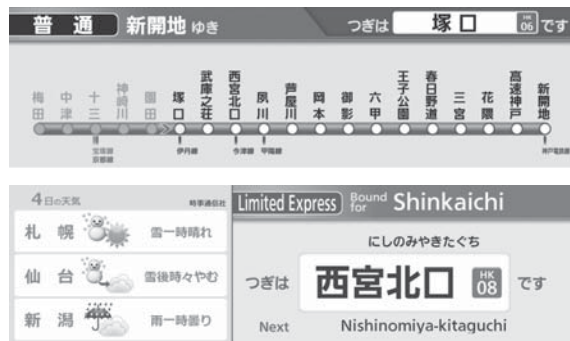 普通 新開地 ゆき つぎは 塚口 HK 06 です
梅田 中津 十三 神崎川 園田 塚口 武庫之荘 西宮北口 夙川 芦屋川 岡本 御影 六甲 王子公園 春日野道 三宮 花隈 高速神戸 新開地
宝塚線 京都線 伊丹線 今津線 甲陽線 神戸電鉄線
4日の天気 時事通信社
札幌 雪一時晴れ
仙台 雪後時々やむ
新潟 雨一時曇り
Limited Express Bound for Shinkaichi
にしのみやきたぐち
つぎは 西宮北口 HK 08 です
Next Nishinomiya-kitaguchi